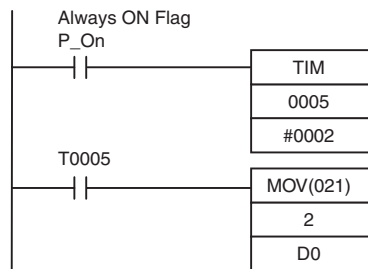 Always ON Flag
P_On
TIM
0005
#0002
T0005
MOV(021)
2
D0